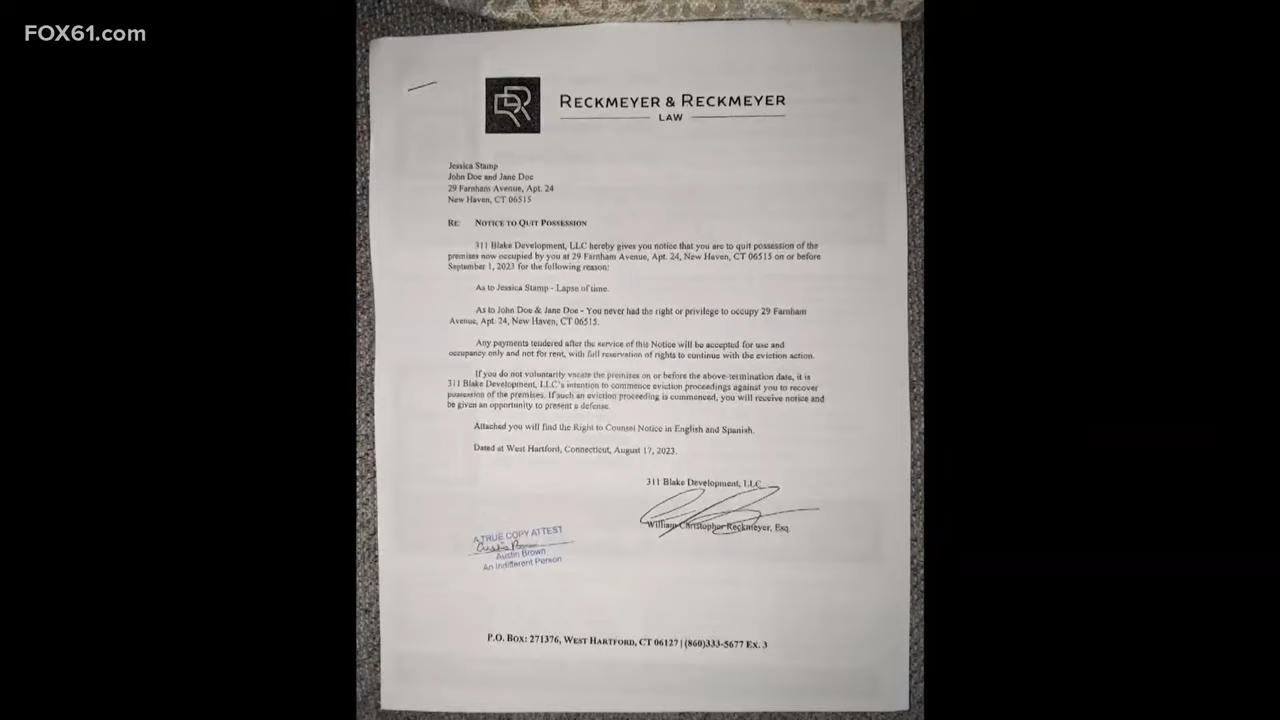 FOX61.com
RECKMEYER & RECKMEYER
LAW
Jessica Stamp
John Doe and Jane Doe
29 Farnham Avenue, Apt. 24
New Haven, CT 06515
RE: NOTICE TO QUIT POSSESSION
311 Blake Development, LLC hereby gives you notice that you are to quit possession of the
premises now occupied by you at 29 Farnham Avenue, Apt. 24, New Haven, CT 06515 on or before
September 1, 2023 for the following reason:
As to Jessica Stamp - Lapse of time.
As to John Doe & Jane Doe - You never had the right or privilege to occupy 29 Farnham
Avenue, Apt. 24, New Haven, CT 06515.
Any payments tendered after the service of this Notice will be accepted for use and
occupancy only and not for rent, with full reservation of rights to continue with the eviction action.
If you do not voluntarily vacate the premises on or before the above-termination date, it is
311 Blake Development, LLC's intention to commence eviction proceedings against you to recover
possession of the premises. If such an eviction proceeding is commenced, you will receive notice and
be given an opportunity to present a defense.
Attached you will find the Right to Counsel Notice in English and Spanish.
Dated at West Hartford, Connecticut, August 17, 2023.
311 Blake Development, LLC
William Christopher Reckmeyer, Esq.
A TRUE COPY ATTEST
Austin Brown
An Indifferent Person
P.O. BOX: 271376, WEST HARTFORD, CT 06127 | (860)333-5677 EX. 3